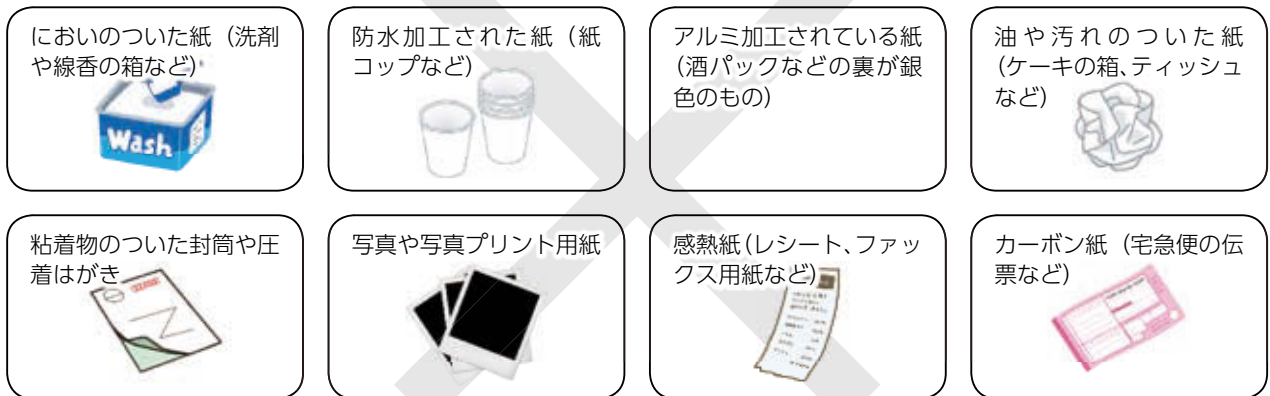 においのついた紙（洗剤
や線香の箱など）
Wash
防水加工された紙（紙
コップなど）
アルミ加工されている紙
（酒パックなどの裏が銀
色のもの）
油や汚れのついた紙
（ケーキの箱、ティッシュ
など）
粘着物のついた封筒や圧
着はがき
写真や写真プリント用紙
感熱紙（レシート、ファッ
クス用紙など）
カーボン紙（宅急便の伝
票など）